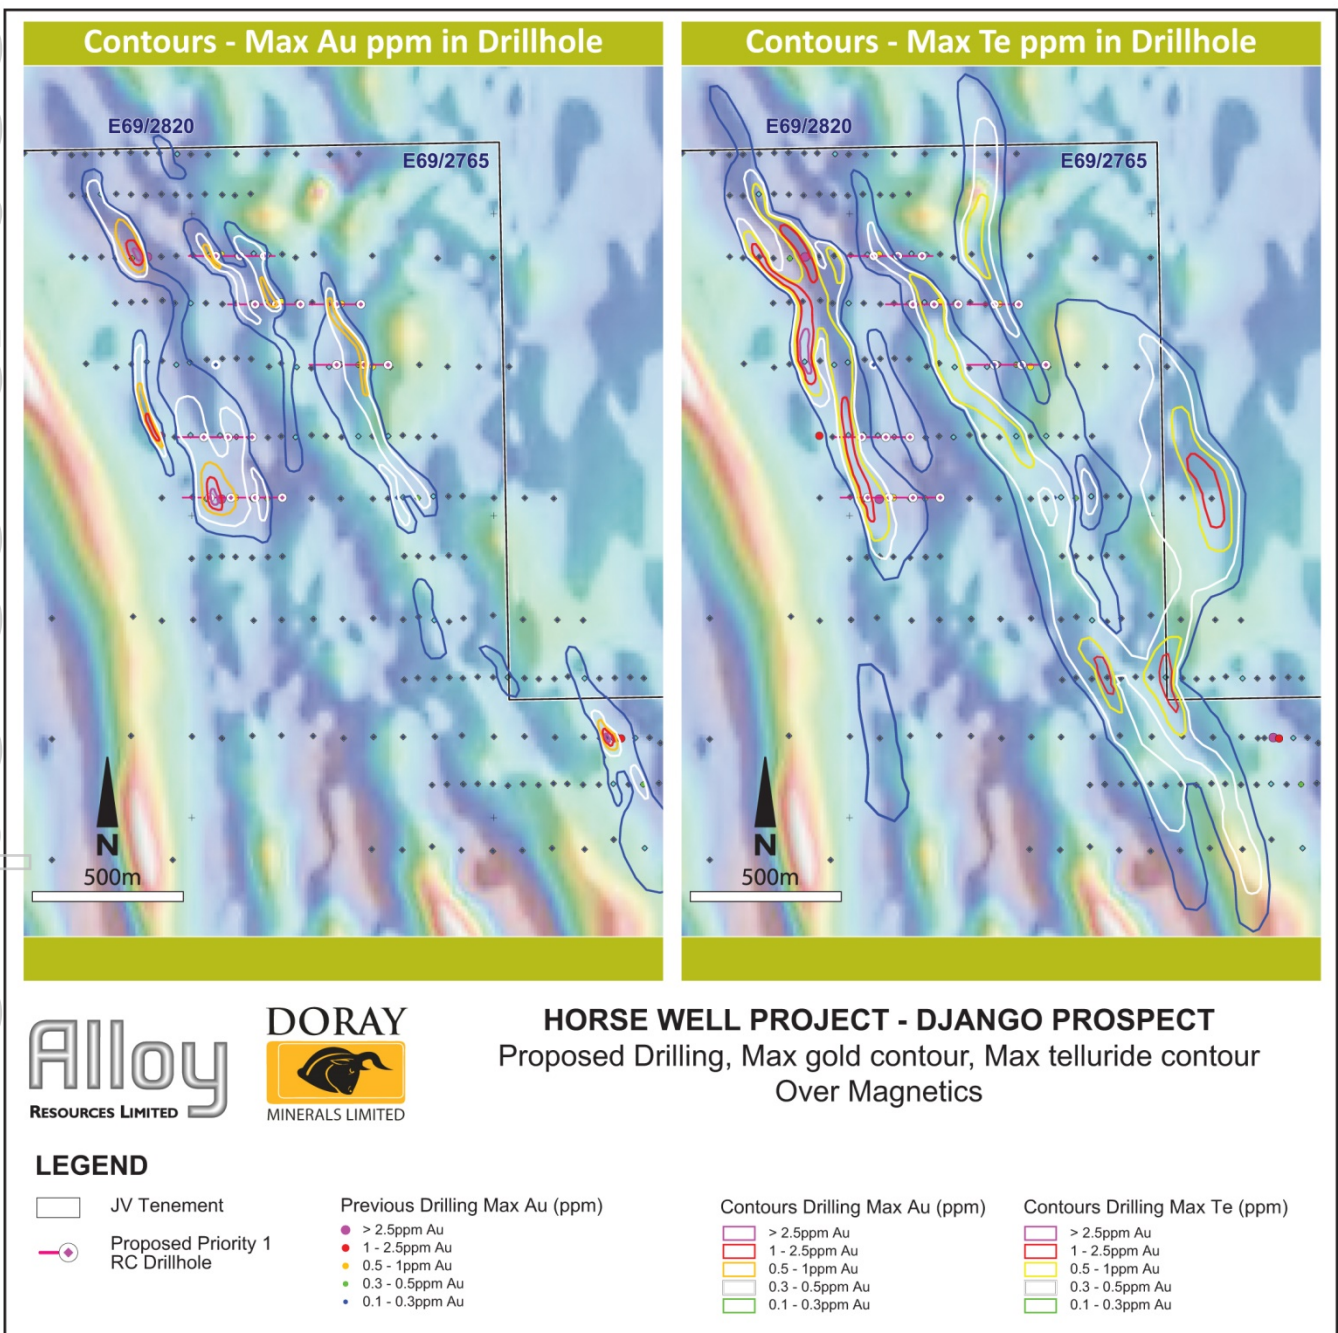 Contours - Max Au ppm in Drillhole
E69/2820
E69/2765
N
500m
Contours - Max Te ppm in Drillhole
E69/2820
E69/2765
N
500m
Alloy
RESOURCES LIMITED
DORAY
MINERALS LIMITED
HORSE WELL PROJECT - DJANGO PROSPECT
Proposed Drilling, Max gold contour, Max telluride contour
Over Magnetics
LEGEND
JV Tenement
Proposed Priority 1
RC Drillhole
Previous Drilling Max Au (ppm)
> 2.5ppm Au
1 - 2.5ppm Au
0.5 - 1ppm Au
0.3 - 0.5ppm Au
0.1 - 0.3ppm Au
Contours Drilling Max Au (ppm)
> 2.5ppm Au
1 - 2.5ppm Au
0.5 - 1ppm Au
0.3 - 0.5ppm Au
0.1 - 0.3ppm Au
Contours Drilling Max Te (ppm)
> 2.5ppm Au
1 - 2.5ppm Au
0.5 - 1ppm Au
0.3 - 0.5ppm Au
0.1 - 0.3ppm Au